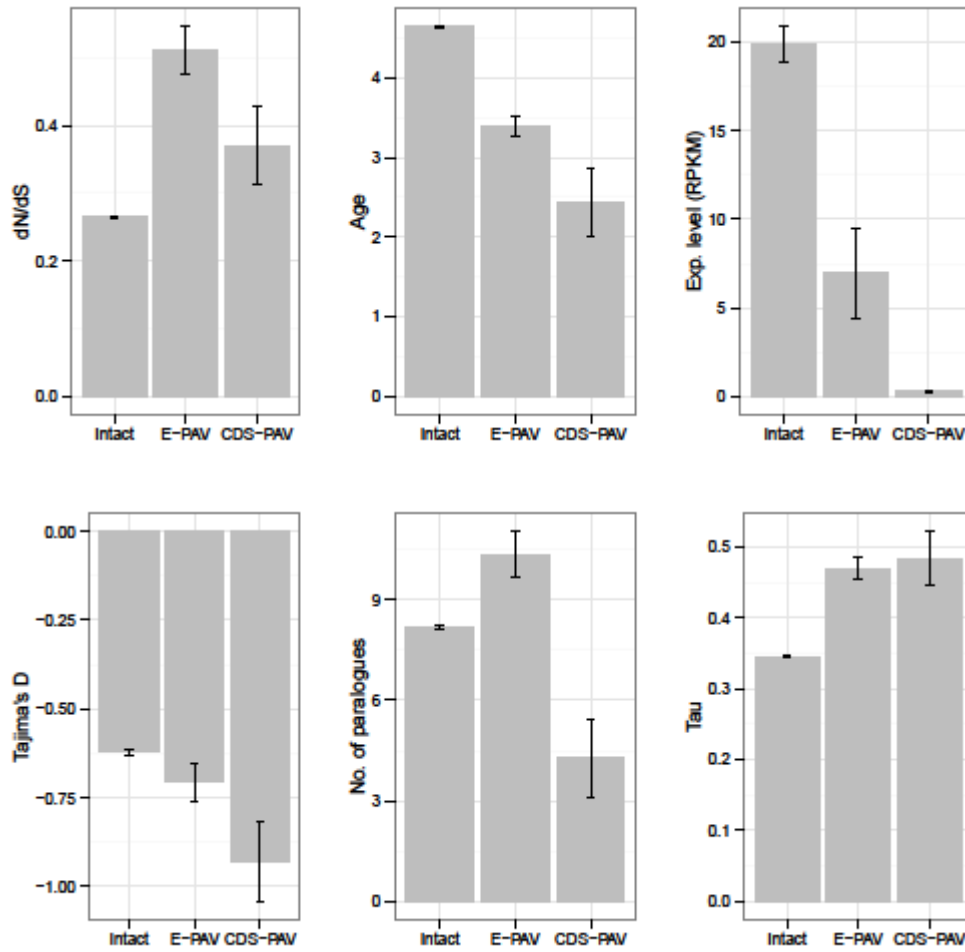 dN/dS
0.4
0.2
0.0
Intact E-PAV CDS-PAV
Age
4
3
2
1
0
Intact E-PAV CDS-PAV
Exp. level (RPKM)
20
15
10
5
0
Intact E-PAV CDS-PAV
Tajima's D
0.00
−0.25
−0.50
−0.75
−1.00
Intact E-PAV CDS-PAV
No. of paralogues
9
6
3
0
Intact E-PAV CDS-PAV
Tau
0.5
0.4
0.3
0.2
0.1
0.0
Intact E-PAV CDS-PAV